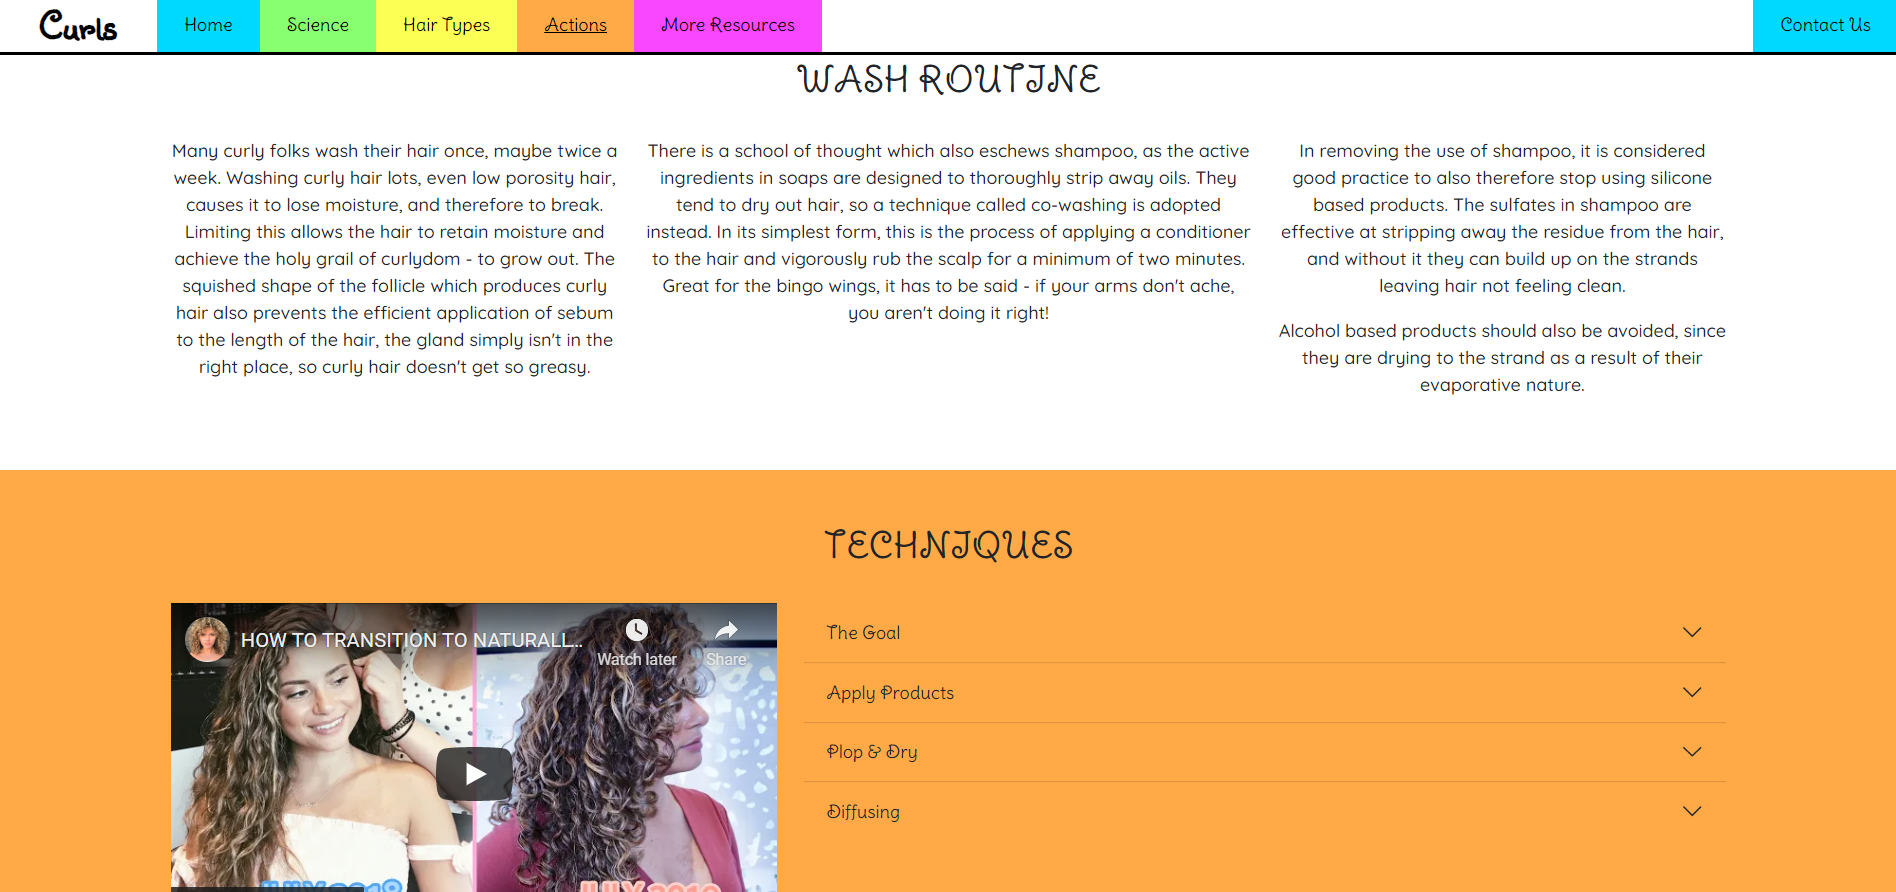 Curls
Home
Science
Hair Types
Actions
More Resources
Contact Us
WASH ROUTINE
Many curly folks wash their hair once, maybe twice a
week. Washing curly hair lots, even low porosity hair,
causes it to lose moisture, and therefore to break.
Limiting this allows the hair to retain moisture and
achieve the holy grail of curlydom - to grow out. The
squished shape of the follicle which produces curly
hair also prevents the efficient application of sebum
to the length of the hair, the gland simply isn't in the
right place, so curly hair doesn't get so greasy.
There is a school of thought which also eschews shampoo, as the active
ingredients in soaps are designed to thoroughly strip away oils. They
tend to dry out hair, so a technique called co-washing is adopted
instead. In its simplest form, this is the process of applying a conditioner
to the hair and vigorously rub the scalp for a minimum of two minutes.
Great for the bingo wings, it has to be said - if your arms don't ache,
you aren't doing it right!
In removing the use of shampoo, it is considered
good practice to also therefore stop using silicone
based products. The sulfates in shampoo are
effective at stripping away the residue from the hair,
and without it they can build up on the strands
leaving hair not feeling clean.
Alcohol based products should also be avoided, since
they are drying to the strand as a result of their
evaporative nature.
TECHNIQUES
HOW TO TRANSITION TO NATURALL...
Watch later
Share
JULY 2019
The Goal
Apply Products
Plop & Dry
Diffusing